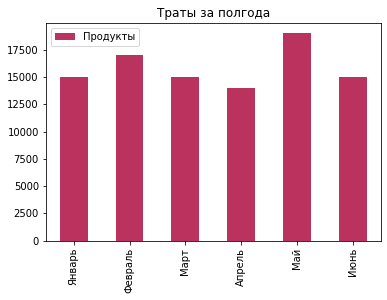 Траты за полгода
Продукты
17500
15000
12500
10000
7500
5000
2500
0
Январь
Февраль
Март
Апрель
Май
Июнь